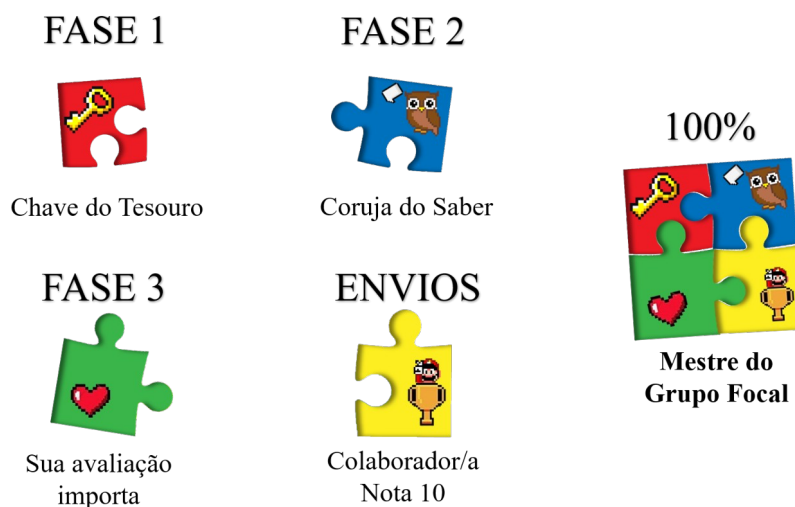 FASE 1
Chave do Tesouro
FASE 2
Coruja do Saber
FASE 3
Sua avaliação
importa
ENVIOS
Colaborador/a
Nota 10
100%
Mestre do
Grupo Focal